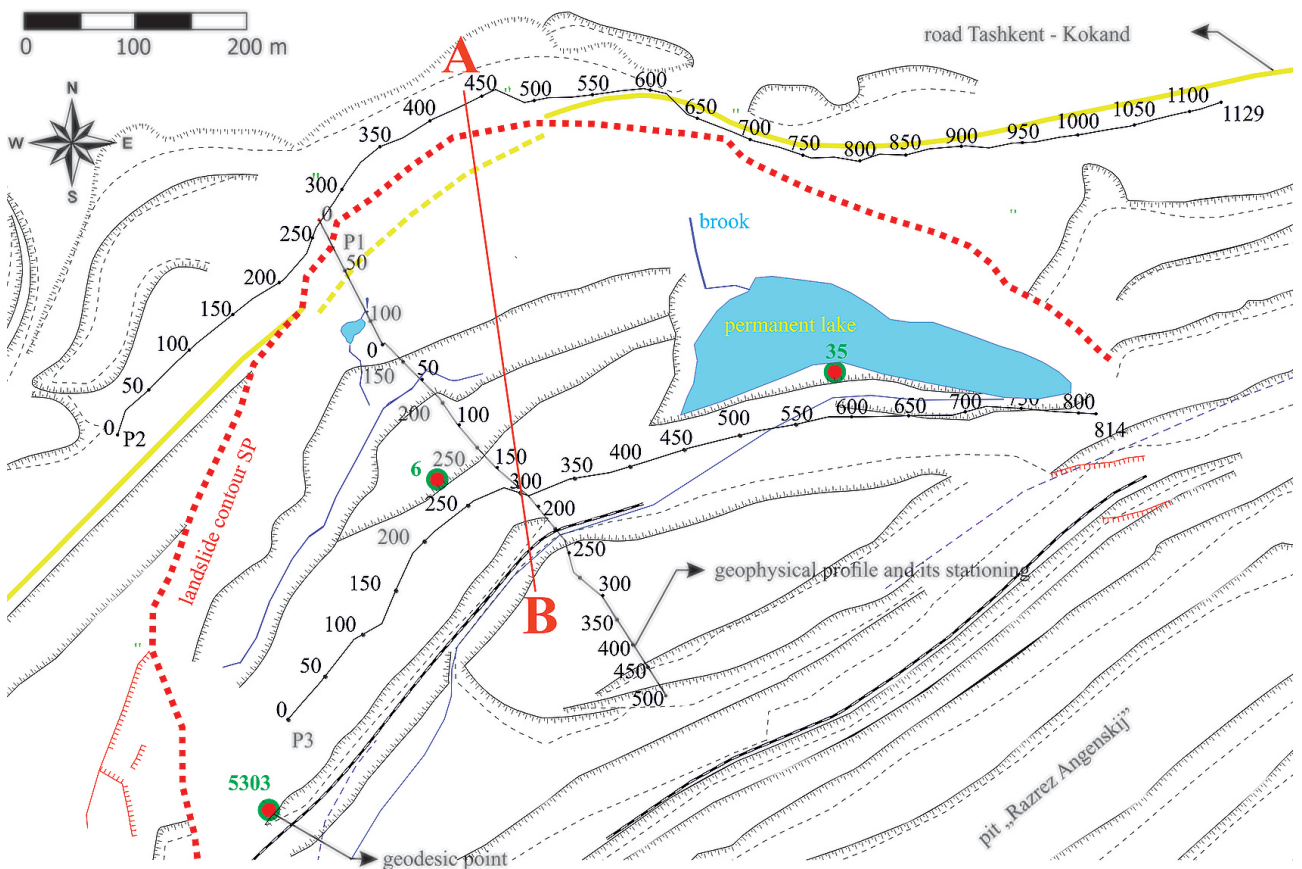 0 100 200 m
N
W E
S
A
road Tashkent - Kokand
450 500 550 600
400
350
300
250
200
150
100
50
0
P2
650 700 750 800 850 900 950 1000 1050 1100
1129
0
P1
50
100
150
200
250
brook
permanent lake
35
6
landslide contour SP
0
50
100
150
200
250
300
350
400
450
500
geophysical profile and its stationing
0
P3
50
100
150
200
250
300
350
400
450
500
550
600
650
700
750
800
814
B
5303
geodesic point
pit „Razrez Angenskij”